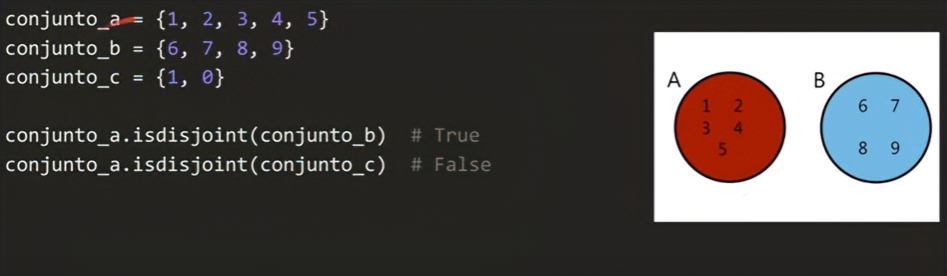 conjunto_a = {1, 2, 3, 4, 5}
conjunto_b = {6, 7, 8, 9}
conjunto_c = {1, 0}
conjunto_a.isdisjoint(conjunto_b)  # True
conjunto_a.isdisjoint(conjunto_c)  # False
A
1 2
3 4
5
B
6 7
8 9